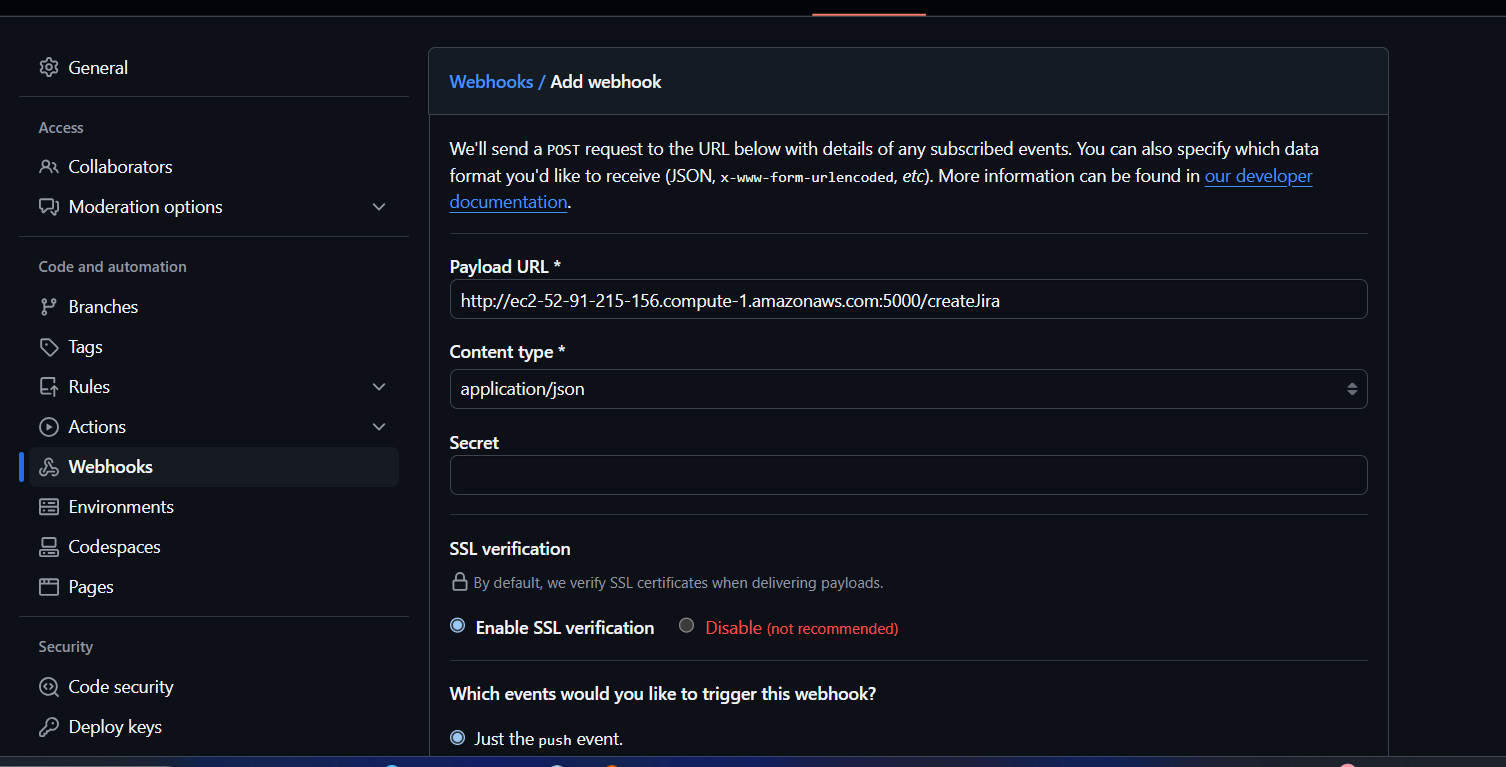 General
Access
Collaborators
Moderation options
Code and automation
Branches
Tags
Rules
Actions
Webhooks
Environments
Codespaces
Pages
Security
Code security
Deploy keys
Webhooks / Add webhook
We'll send a POST request to the URL below with details of any subscribed events. You can also specify which data
format you'd like to receive (JSON, x-www-form-urlencoded, etc). More information can be found in our developer
documentation.
Payload URL *
http://ec2-52-91-215-156.compute-1.amazonaws.com:5000/createJira
Content type *
application/json
Secret
SSL verification
By default, we verify SSL certificates when delivering payloads.
Enable SSL verification Disable (not recommended)
Which events would you like to trigger this webhook?
Just the push event.